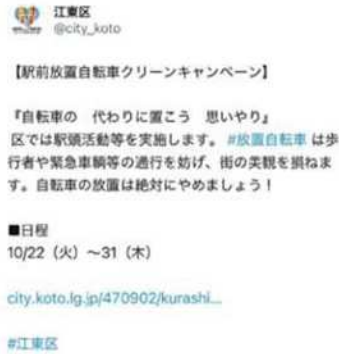 江東区
@city_koto
【駅前放置自転車クリーンキャンペーン】
『自転車の 代わりに置こう 思いやり』
区では駅頭活動等を実施します。 #放置自転車 は歩
行者や緊急車輌等の通行を妨げ、街の美観を損ねま
す。自転車の放置は絶対にやめましょう！
■日程
10/22（火）～31（木）
city.koto.lg.jp/470902/kurashi...
#江東区